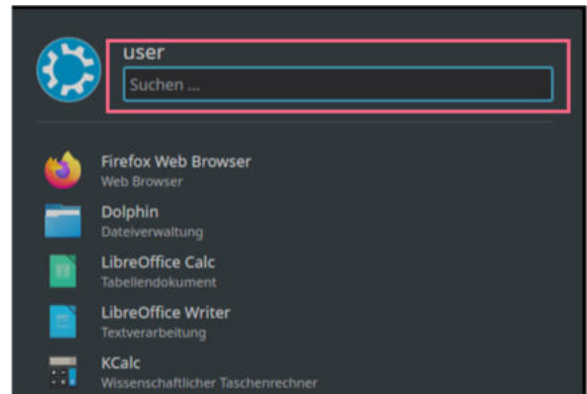 user
Suchen ...
Firefox Web Browser
Web Browser
Dolphin
Dateiverwaltung
LibreOffice Calc
Tabellendokument
LibreOffice Writer
Textverarbeitung
KCalc
Wissenschaftlicher Taschenrechner